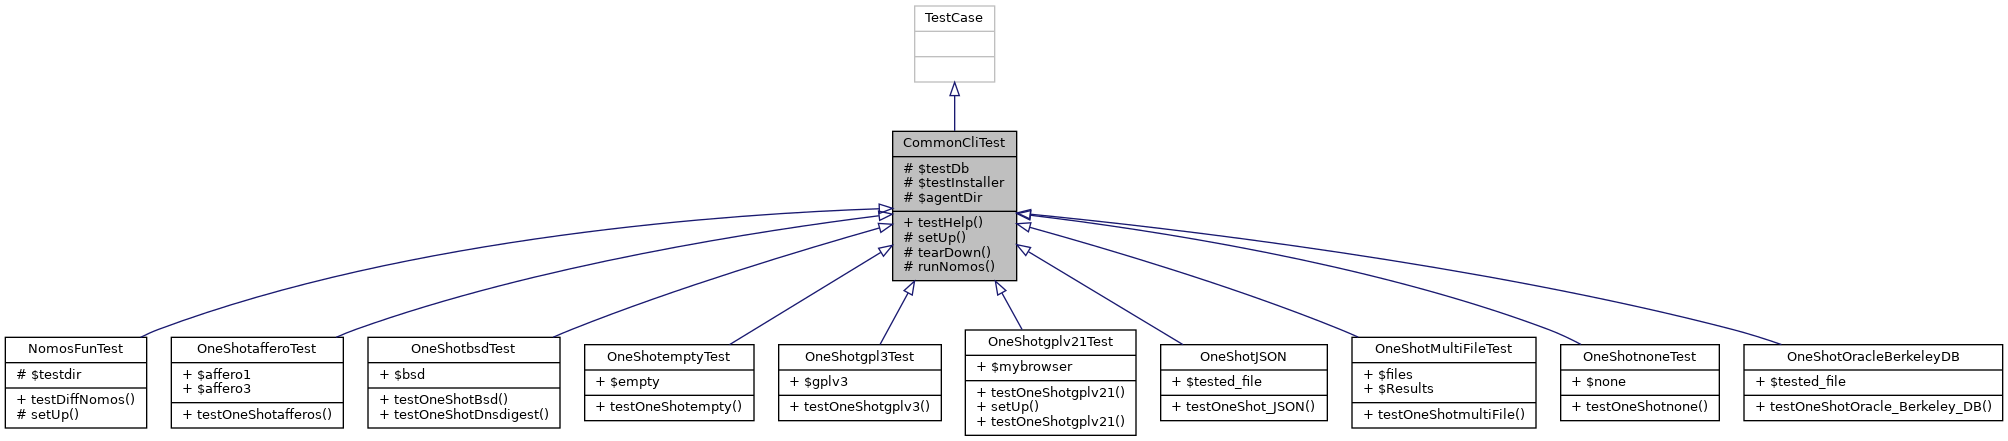 TestCase
CommonCliTest
# $testDb
# $testInstaller
# $agentDir
+ testHelp()
# setUp()
# tearDown()
# runNomos()
NomosFunTest
# $testdir
+ testDiffNomos()
# setUp()
OneShotafferoTest
+ $affero1
+ $affero3
+ testOneShotafferos()
OneShotbsdTest
+ $bsd
+ testOneShotBsd()
+ testOneShotDnsdigest()
OneShotemptyTest
+ $empty
+ testOneShotempty()
OneShotgpl3Test
+ $gplv3
+ testOneShotgplv3()
OneShotgplv21Test
+ $mybrowser
+ testOneShotgplv21()
+ setUp()
+ testOneShotgplv21()
OneShotJSON
+ $tested_file
+ testOneShot_JSON()
OneShotMultiFileTest
+ $files
+ $Results
+ testOneShotmultiFile()
OneShotnoneTest
+ $none
+ testOneShotnone()
OneShotOracleBerkeleyDB
+ $tested_file
+ testOneShotOracle_Berkeley_DB()